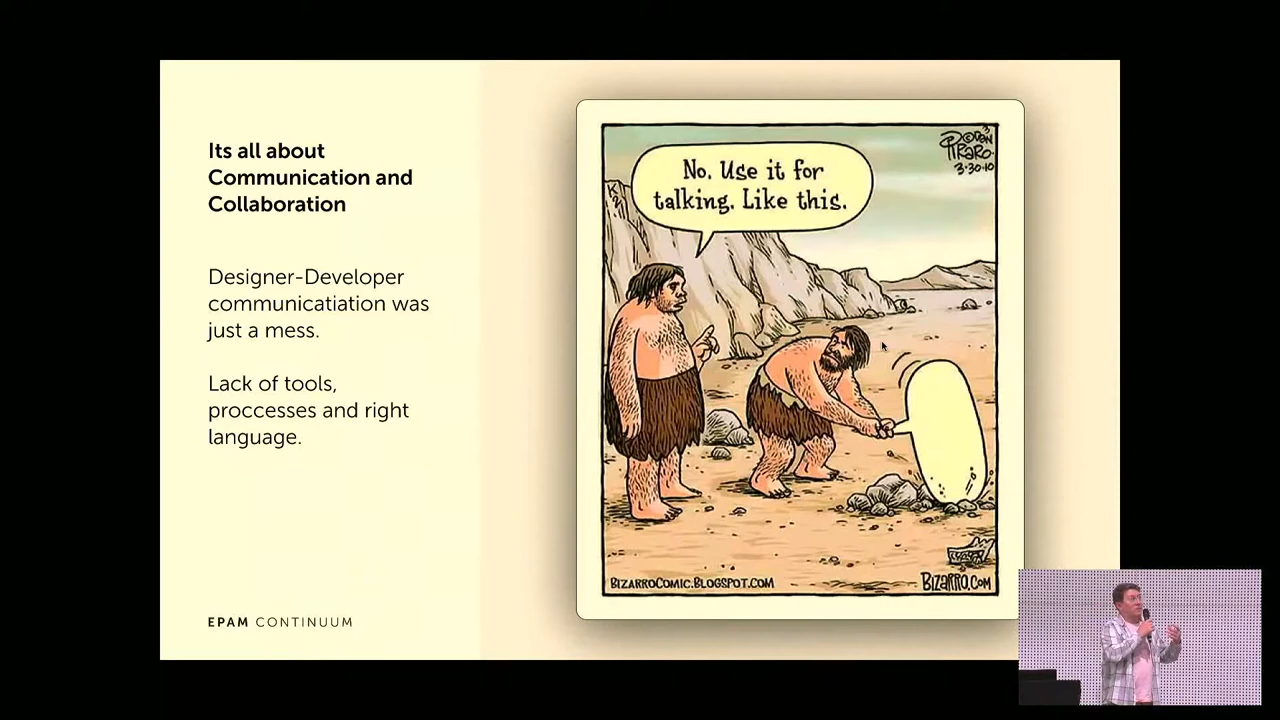 Its all about
Communication and
Collaboration
Designer-Developer
communicatiation was
just a mess.
Lack of tools,
proccesses and right
language.
EPAM CONTINUUM
No. Use it for
talking. Like this.
©DAN
PIRARO.
3·30·10
BIZARROCOMIC.BLOGSPOT.COM
BIZARRO.COM